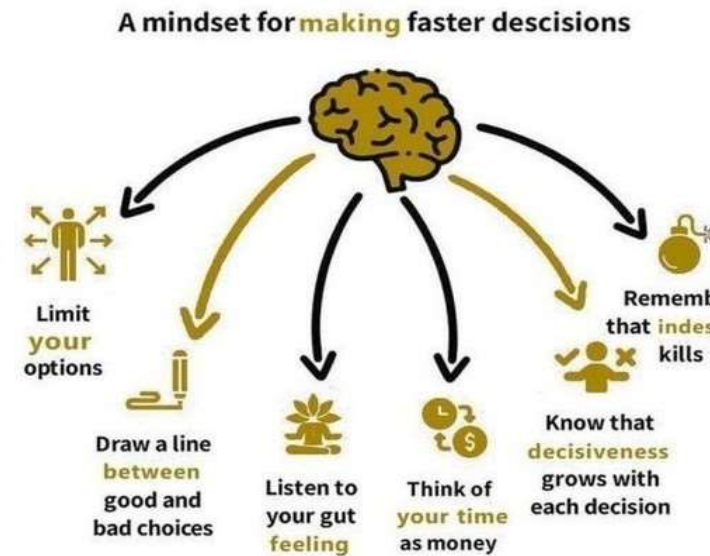 A mindset for making faster descisions
Limit
your
options
Draw a line
between
good and
bad choices
Listen to
your gut
feeling
Think of
your time
as money
Know that
decisiveness
grows with
each decision
that
kills